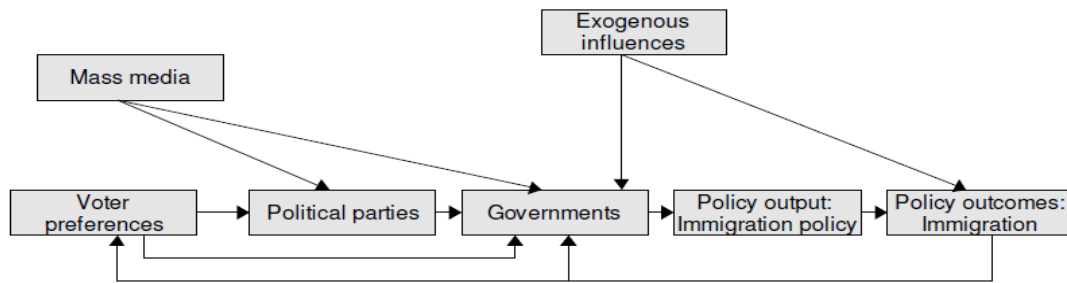 Exogenous
influences
Mass media
Voter
preferences
Political parties
Governments
Policy output:
Immigration policy
Policy outcomes:
Immigration